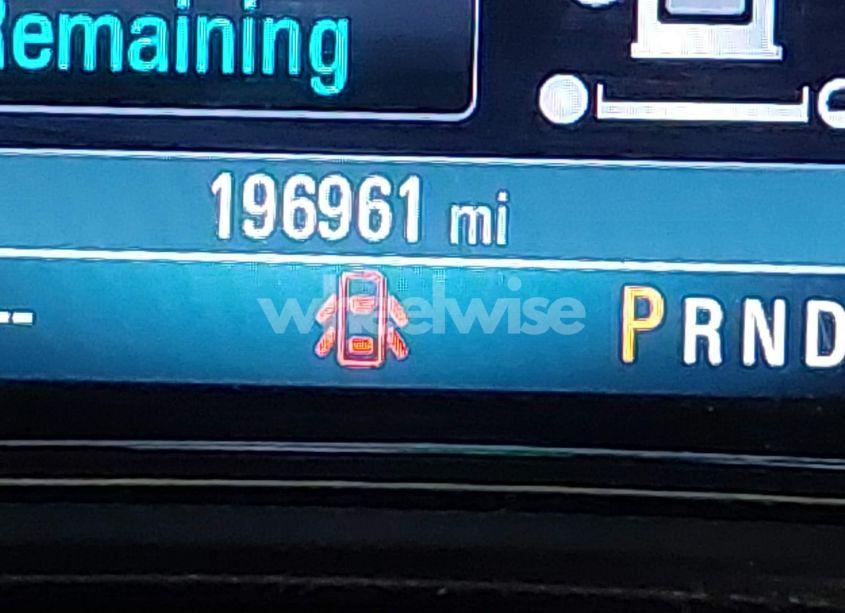 Remaining
196961 mi
--
wheelwise
PRND